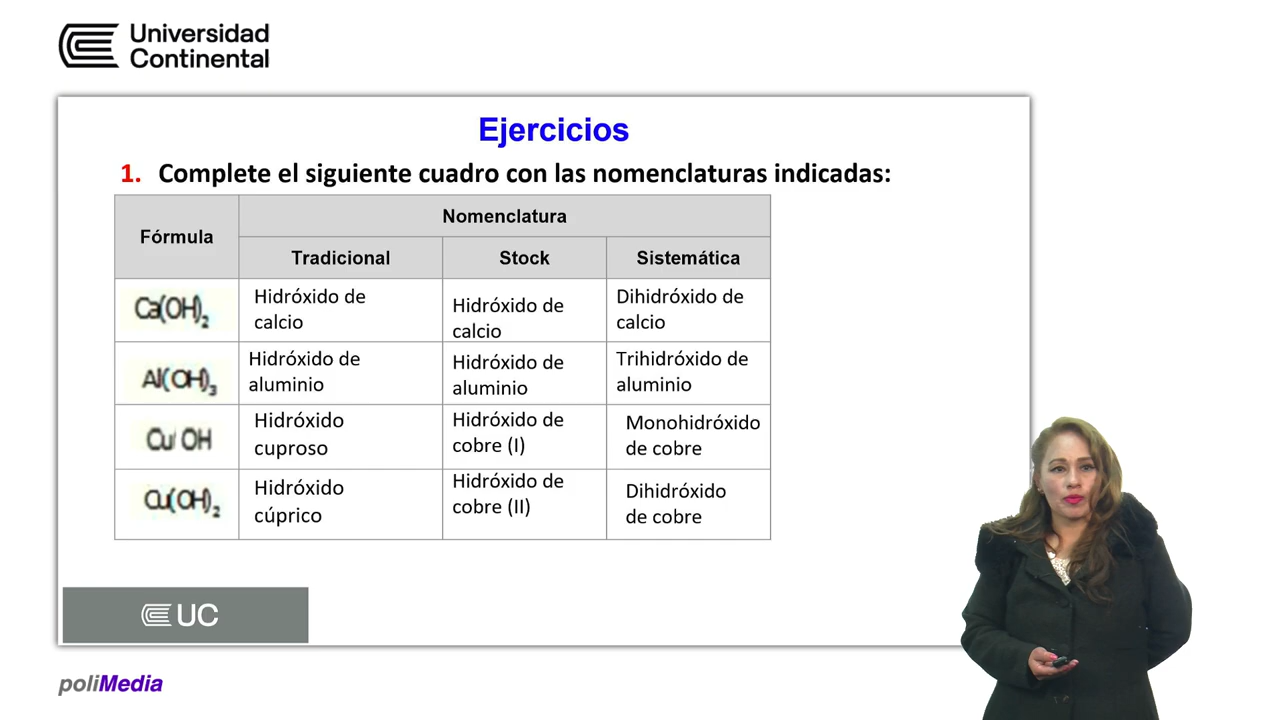 Universidad
Continental
Ejercicios
1. Complete el siguiente cuadro con las nomenclaturas indicadas:
Fórmula
Nomenclatura
Tradicional Stock Sistemática
Ca(OH)₂
Hidróxido de
calcio
Hidróxido de
calcio
Dihidróxido de
calcio
Al(OH)₃
Hidróxido de
aluminio
Hidróxido de
aluminio
Trihidróxido de
aluminio
Cu OH
Hidróxido
cuproso
Hidróxido de
cobre (I)
Monohidróxido
de cobre
Cu(OH)₂
Hidróxido
cúprico
Hidróxido de
cobre (II)
Dihidróxido
de cobre
UC
poliMedia